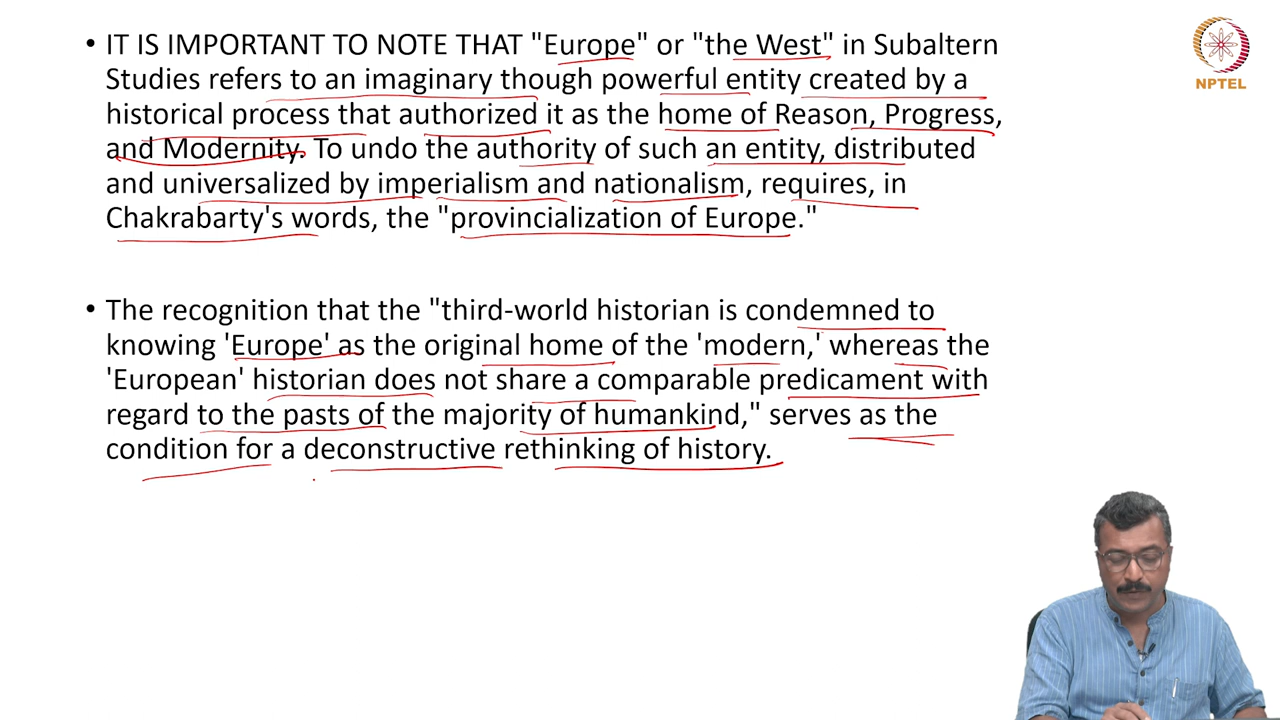 • IT IS IMPORTANT TO NOTE THAT "Europe" or "the West" in Subaltern
Studies refers to an imaginary though powerful entity created by a
historical process that authorized it as the home of Reason, Progress,
and Modernity. To undo the authority of such an entity, distributed
and universalized by imperialism and nationalism, requires, in
Chakrabarty's words, the "provincialization of Europe."
• The recognition that the "third-world historian is condemned to
knowing 'Europe' as the original home of the 'modern,' whereas the
'European' historian does not share a comparable predicament with
regard to the pasts of the majority of humankind," serves as the
condition for a deconstructive rethinking of history.
NPTEL